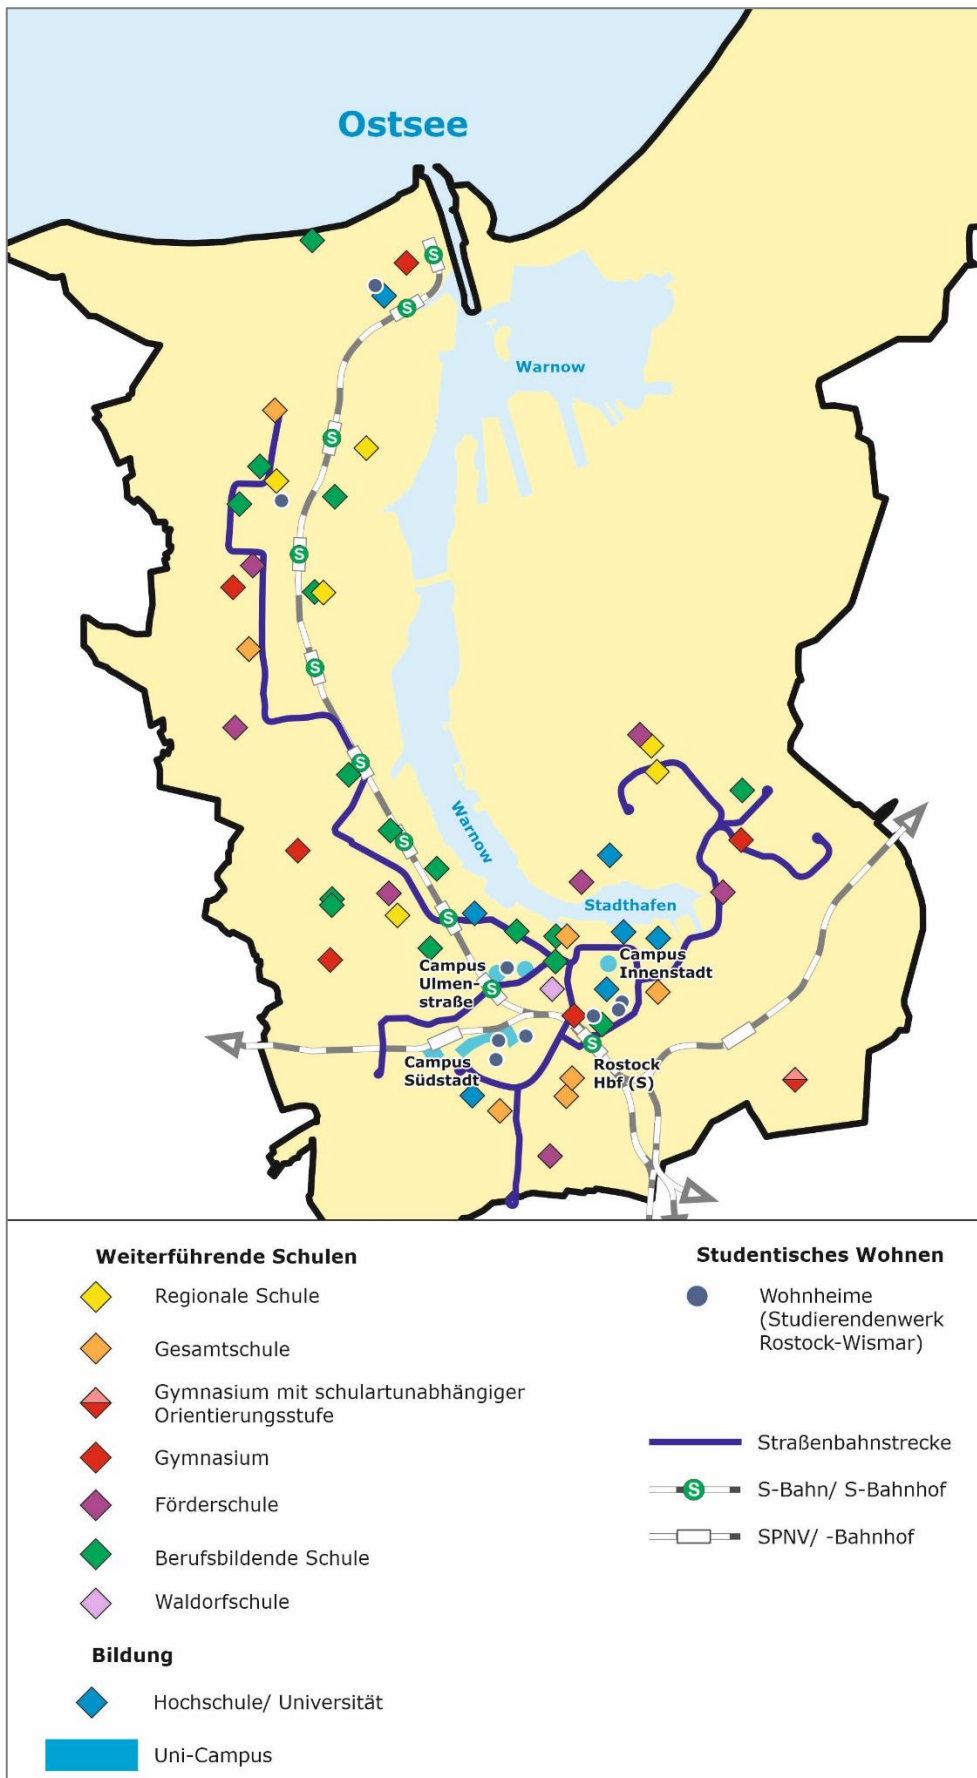 Ostsee
S
S
Warnow
S
S
S
S
S
Warnow
Stadthafen
S
Campus
Innenstadt
Campus
Ulmen-
straße
S
S
Rostock
Hbf (S)
Campus
Südstadt
Weiterführende Schulen
Regionale Schule
Gesamtschule
Gymnasium mit schulartunabhängiger
Orientierungsstufe
Gymnasium
Förderschule
Berufsbildende Schule
Waldorfschule
Bildung
Hochschule/ Universität
Uni-Campus
Studentisches Wohnen
Wohnheime
(Studierendenwerk
Rostock-Wismar)
Straßenbahnstrecke
S
S-Bahn/ S-Bahnhof
SPNV/ -Bahnhof